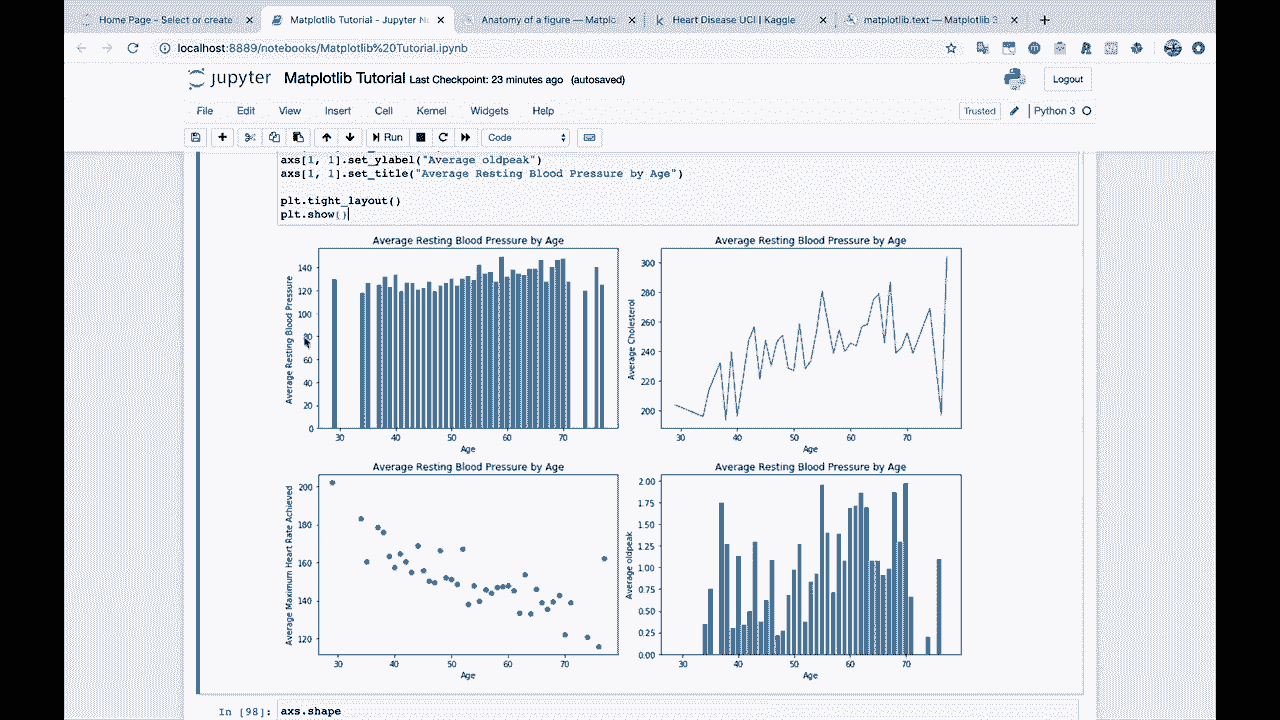 Home Page - Select or create
Matplotlib Tutorial - Jupyter N
Anatomy of a figure — Matplo
Heart Disease UCI | Kaggle
matplotlib.text — Matplotlib 3
localhost:8889/notebooks/Matplotlib%20Tutorial.ipynb
jupyter Matplotlib Tutorial Last Checkpoint: 23 minutes ago (autosaved)
Logout
File Edit View Insert Cell Kernel Widgets Help
Trusted
Python 3
Run
Code
axs[1, 1].set_ylabel("Average oldpeak")
axs[1, 1].set_title("Average Resting Blood Pressure by Age")
plt.tight_layout()
plt.show()
Average Resting Blood Pressure by Age
Average Resting Blood Pressure
140
120
100
80
60
40
20
0
30 40 50 60 70
Age
Average Resting Blood Pressure by Age
Average Cholesterol
300
280
260
240
220
200
30 40 50 60 70
Age
Average Resting Blood Pressure by Age
Average Maximum Heart Rate Achieved
200
180
160
140
120
30 40 50 60 70
Age
Average Resting Blood Pressure by Age
Average oldpeak
2.00
1.75
1.50
1.25
1.00
0.75
0.50
0.25
0.00
30 40 50 60 70
Age
In [98]: axs.shape